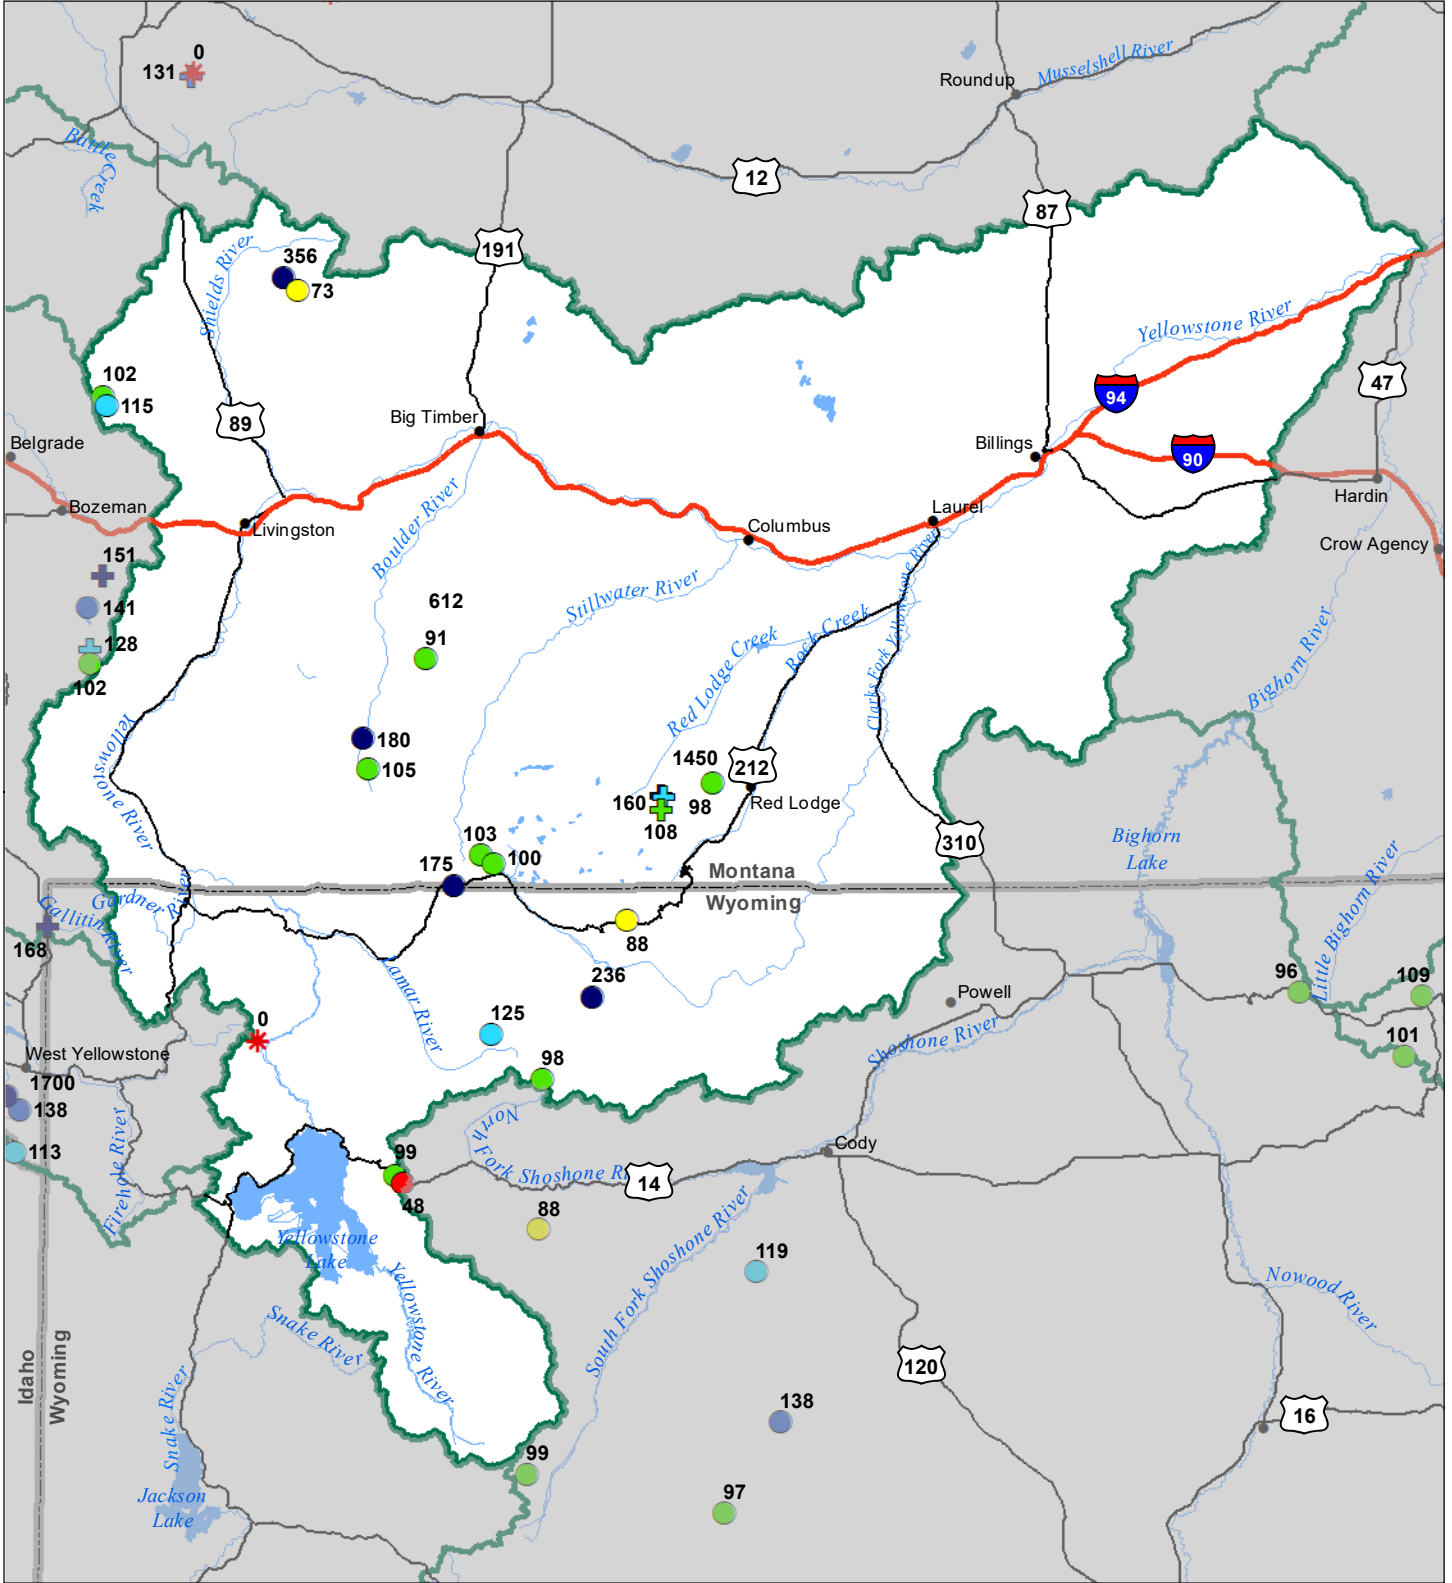 0
131
Roundup
Musselshell River
Battle Creek
12
87
191
Shields River
356
73
Yellowstone River
102
115
89
94
47
Big Timber
Belgrade
Billings
90
Bozeman
Livingston
Boulder River
Columbus
Laurel
Hardin
Crow Agency
151
141
128
102
612
91
Stillwater River
Red Lodge Creek
Rock Creek
Clarks Fork Yellowstone River
Bighorn River
Yellowstone River
180
105
1450
212
160
98
Red Lodge
108
103
100
175
310
Bighorn
Lake
Montana
Wyoming
Gardner River
Gallitin River
168
88
236
Lamar River
125
98
0
Powell
Shoshone River
96
109
101
Little Bighorn River
West Yellowstone
1700
138
113
Firehole River
North Fork Shoshone Ri
14
Cody
99
48
88
Yellowstone
Lake
119
South Fork Shoshone River
Yellowstone River
Snake River
Nowood River
Idaho
Wyoming
120
138
16
Snake River
99
97
Jackson
Lake